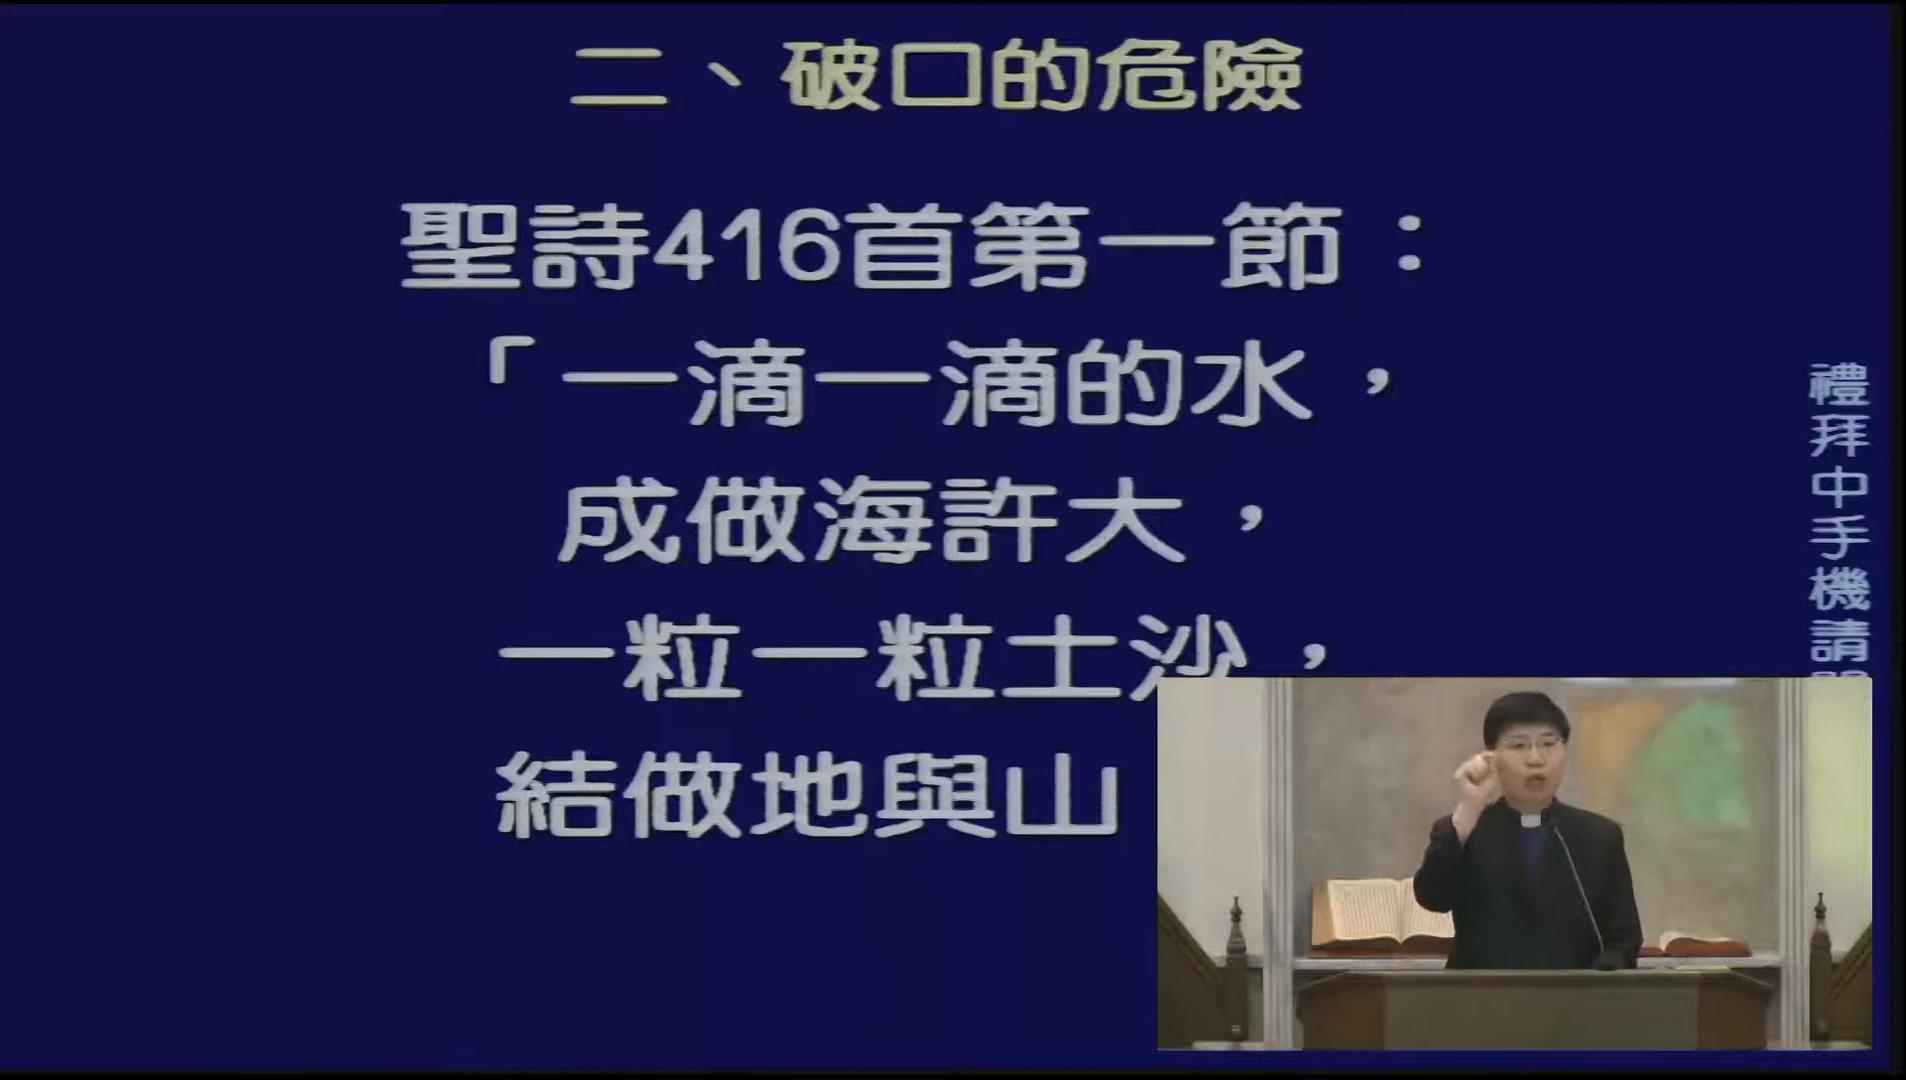 二、破口的危險
聖詩416首第一節：
「一滴一滴的水，
成做海許大，
一粒一粒土沙，
結做地與山
禮拜中手機請